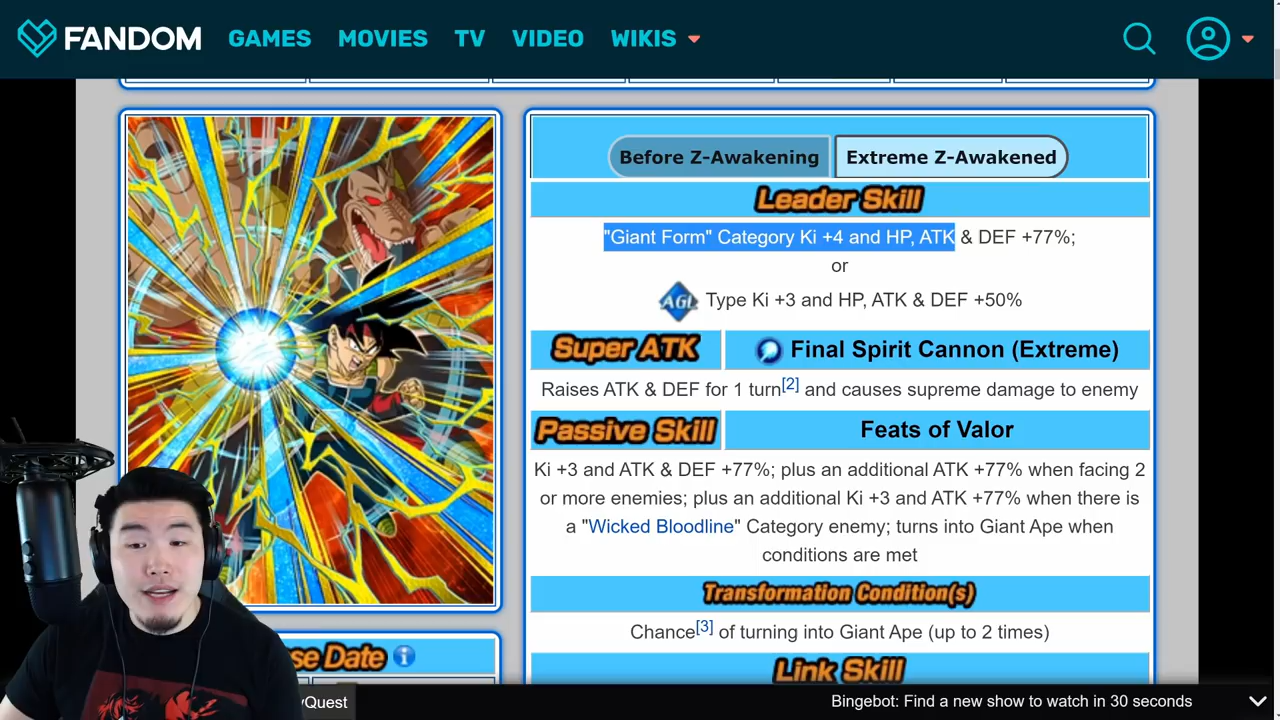 FANDOM GAMES MOVIES TV VIDEO WIKIS
Before Z-Awakening Extreme Z-Awakened
Leader Skill
"Giant Form" Category Ki +4 and HP, ATK & DEF +77%;
or
AGL Type Ki +3 and HP, ATK & DEF +50%
Super ATK Final Spirit Cannon (Extreme)
Raises ATK & DEF for 1 turn[2] and causes supreme damage to enemy
Passive Skill Feats of Valor
Ki +3 and ATK & DEF +77%; plus an additional ATK +77% when facing 2
or more enemies; plus an additional Ki +3 and ATK +77% when there is
a "Wicked Bloodline" Category enemy; turns into Giant Ape when
conditions are met
Transformation Condition(s)
Chance[3] of turning into Giant Ape (up to 2 times)
Link Skill
se Date i
yQuest
Bingebot: Find a new show to watch in 30 seconds